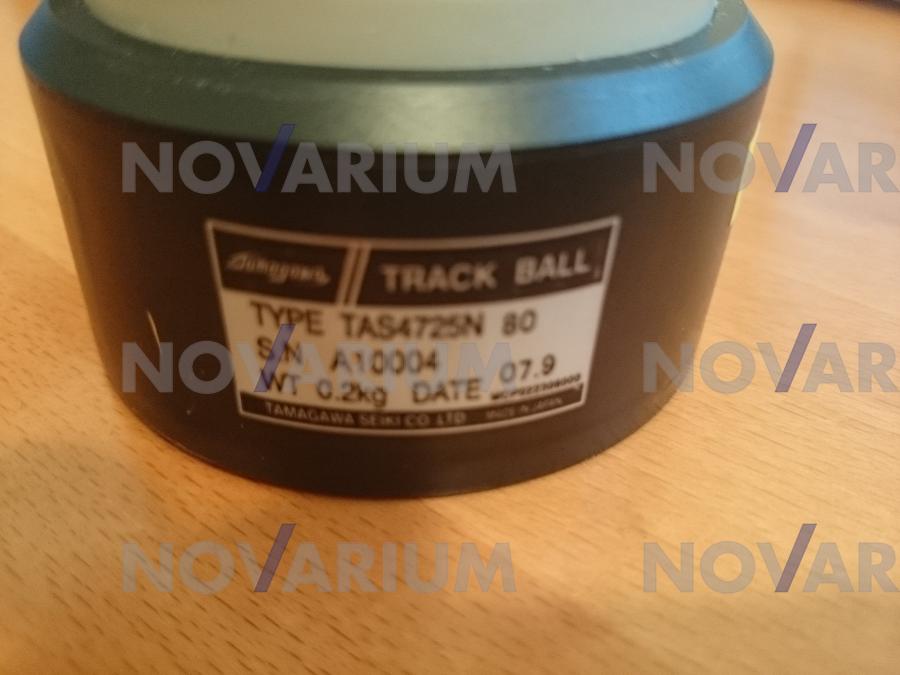 Tamagawa TRACK BALL
TYPE TAS4725N 80
S/N A10004
WT 0.2kg DATE 07.9
TAMAGAWA SEIKI CO. LTD MADE IN JAPAN
NOVARIUM NOVAR
NOVARIUM NOVAR
NOVARIUM NOVAR